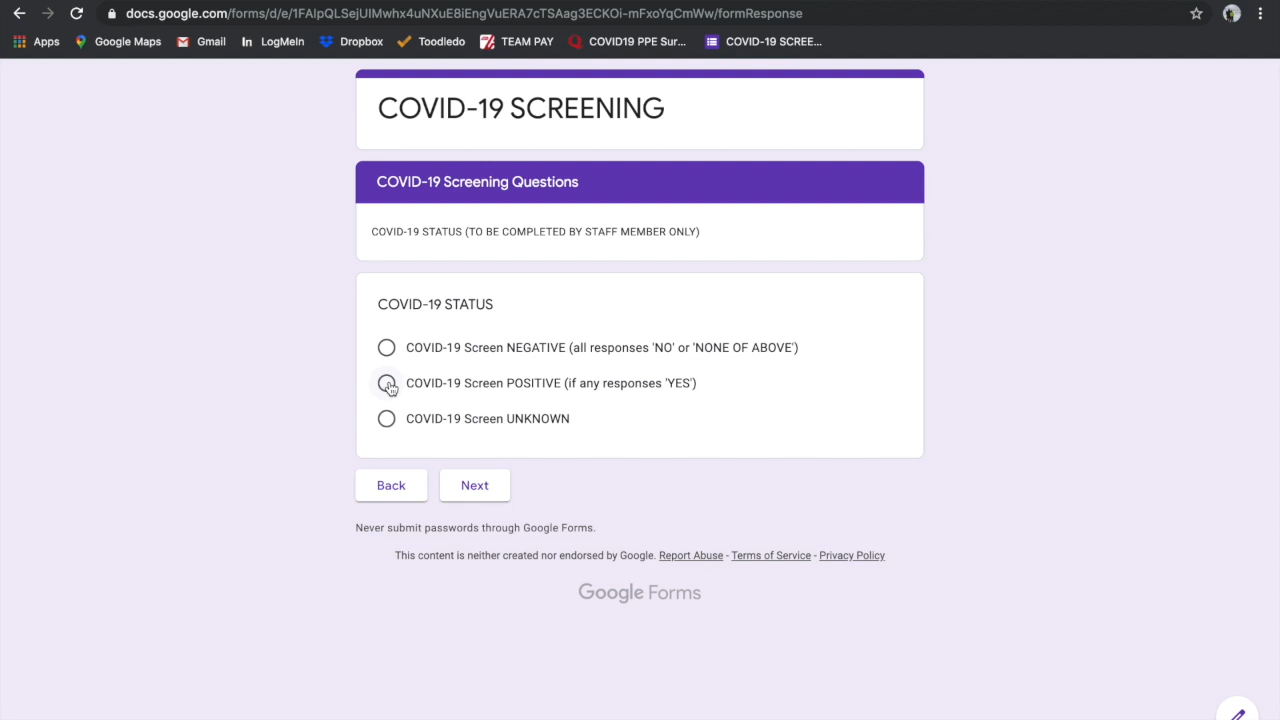 docs.google.com/forms/d/e/1FAIpQLSejUIMwhx4uNXuE8iEngVuERA7cTSAag3ECKOi-mFxoYqCmWw/formResponse
Apps Google Maps Gmail LogMeIn Dropbox Toodledo TEAM PAY COVID19 PPE Sur... COVID-19 SCREE...
COVID-19 SCREENING
COVID-19 Screening Questions
COVID-19 STATUS (TO BE COMPLETED BY STAFF MEMBER ONLY)
COVID-19 STATUS
COVID-19 Screen NEGATIVE (all responses 'NO' or 'NONE OF ABOVE')
COVID-19 Screen POSITIVE (if any responses 'YES')
COVID-19 Screen UNKNOWN
Back Next
Never submit passwords through Google Forms.
This content is neither created nor endorsed by Google. Report Abuse - Terms of Service - Privacy Policy
Google Forms